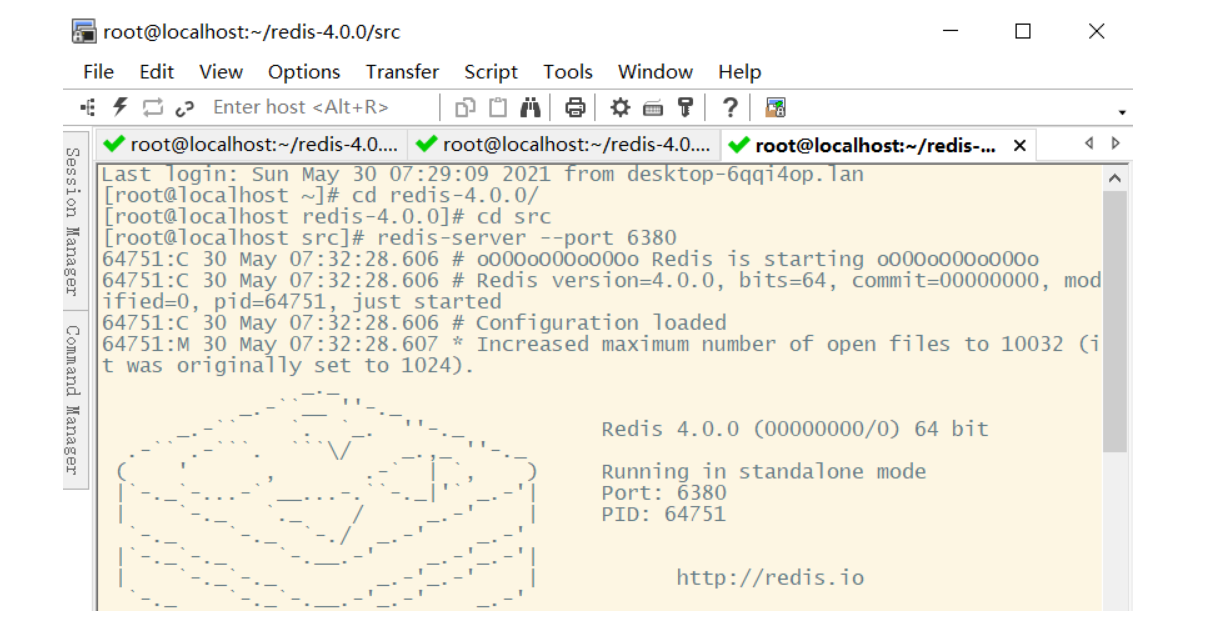 root@localhost:~/redis-4.0.0/src
File Edit View Options Transfer Script Tools Window Help
Enter host <Alt+R>
root@localhost:~/redis-4.0.... root@localhost:~/redis-4.0.... root@localhost:~/redis-...
Session Manager
Command Manager
Last login: Sun May 30 07:29:09 2021 from desktop-6qqi4op.lan
[root@localhost ~]# cd redis-4.0.0/
[root@localhost redis-4.0.0]# cd src
[root@localhost src]# redis-server --port 6380
64751:C 30 May 07:32:28.606 # oO0OoO0OoO0Oo Redis is starting oO0OoO0OoO0Oo
64751:C 30 May 07:32:28.606 # Redis version=4.0.0, bits=64, commit=00000000, mod
ified=0, pid=64751, just started
64751:C 30 May 07:32:28.606 # Configuration loaded
64751:M 30 May 07:32:28.607 * Increased maximum number of open files to 10032 (i
t was originally set to 1024).
Redis 4.0.0 (00000000/0) 64 bit
Running in standalone mode
Port: 6380
PID: 64751
http://redis.io